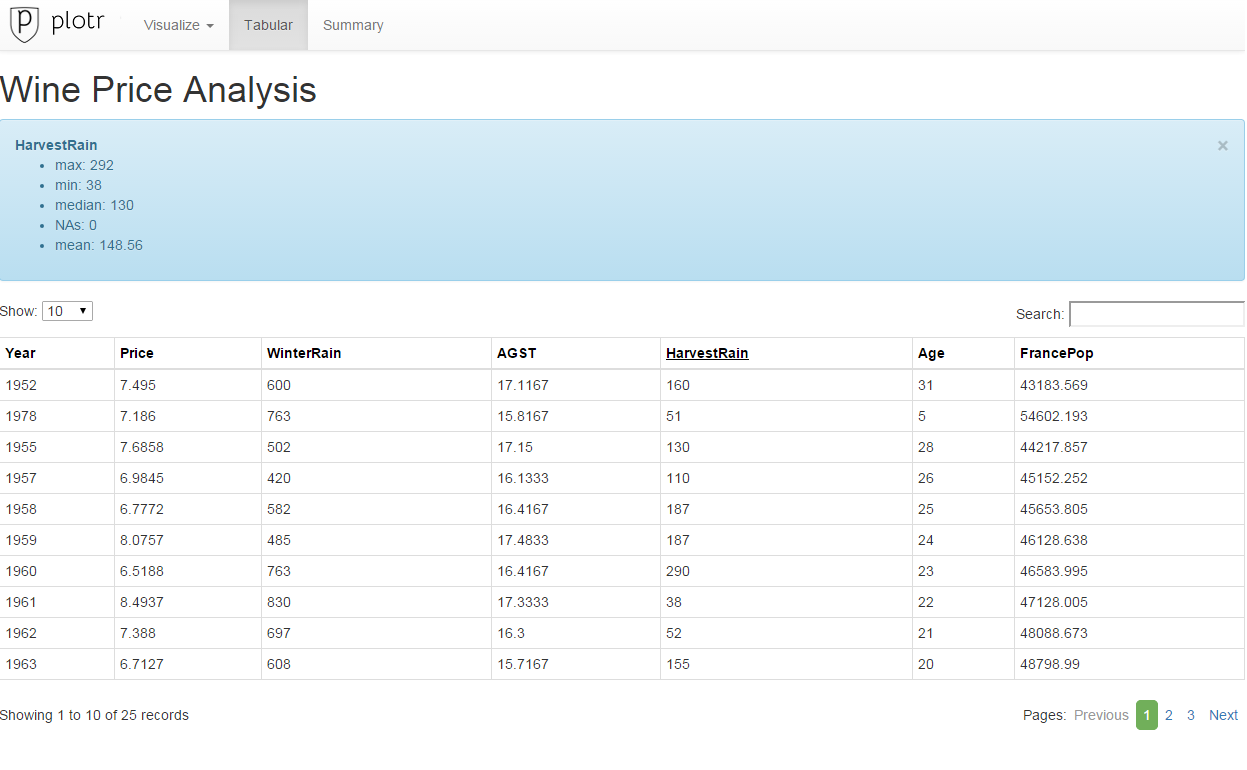 P plotr Visualize Tabular Summary
Wine Price Analysis
HarvestRain ×
• max: 292
• min: 38
• median: 130
• NAs: 0
• mean: 148.56
Show: 10 Search:
Year Price WinterRain AGST HarvestRain Age FrancePop
1952 7.495 600 17.1167 160 31 43183.569
1978 7.186 763 15.8167 51 5 54602.193
1955 7.6858 502 17.15 130 28 44217.857
1957 6.9845 420 16.1333 110 26 45152.252
1958 6.7772 582 16.4167 187 25 45653.805
1959 8.0757 485 17.4833 187 24 46128.638
1960 6.5188 763 16.4167 290 23 46583.995
1961 8.4937 830 17.3333 38 22 47128.005
1962 7.388 697 16.3 52 21 48088.673
1963 6.7127 608 15.7167 155 20 48798.99
Showing 1 to 10 of 25 records Pages: Previous 1 2 3 Next